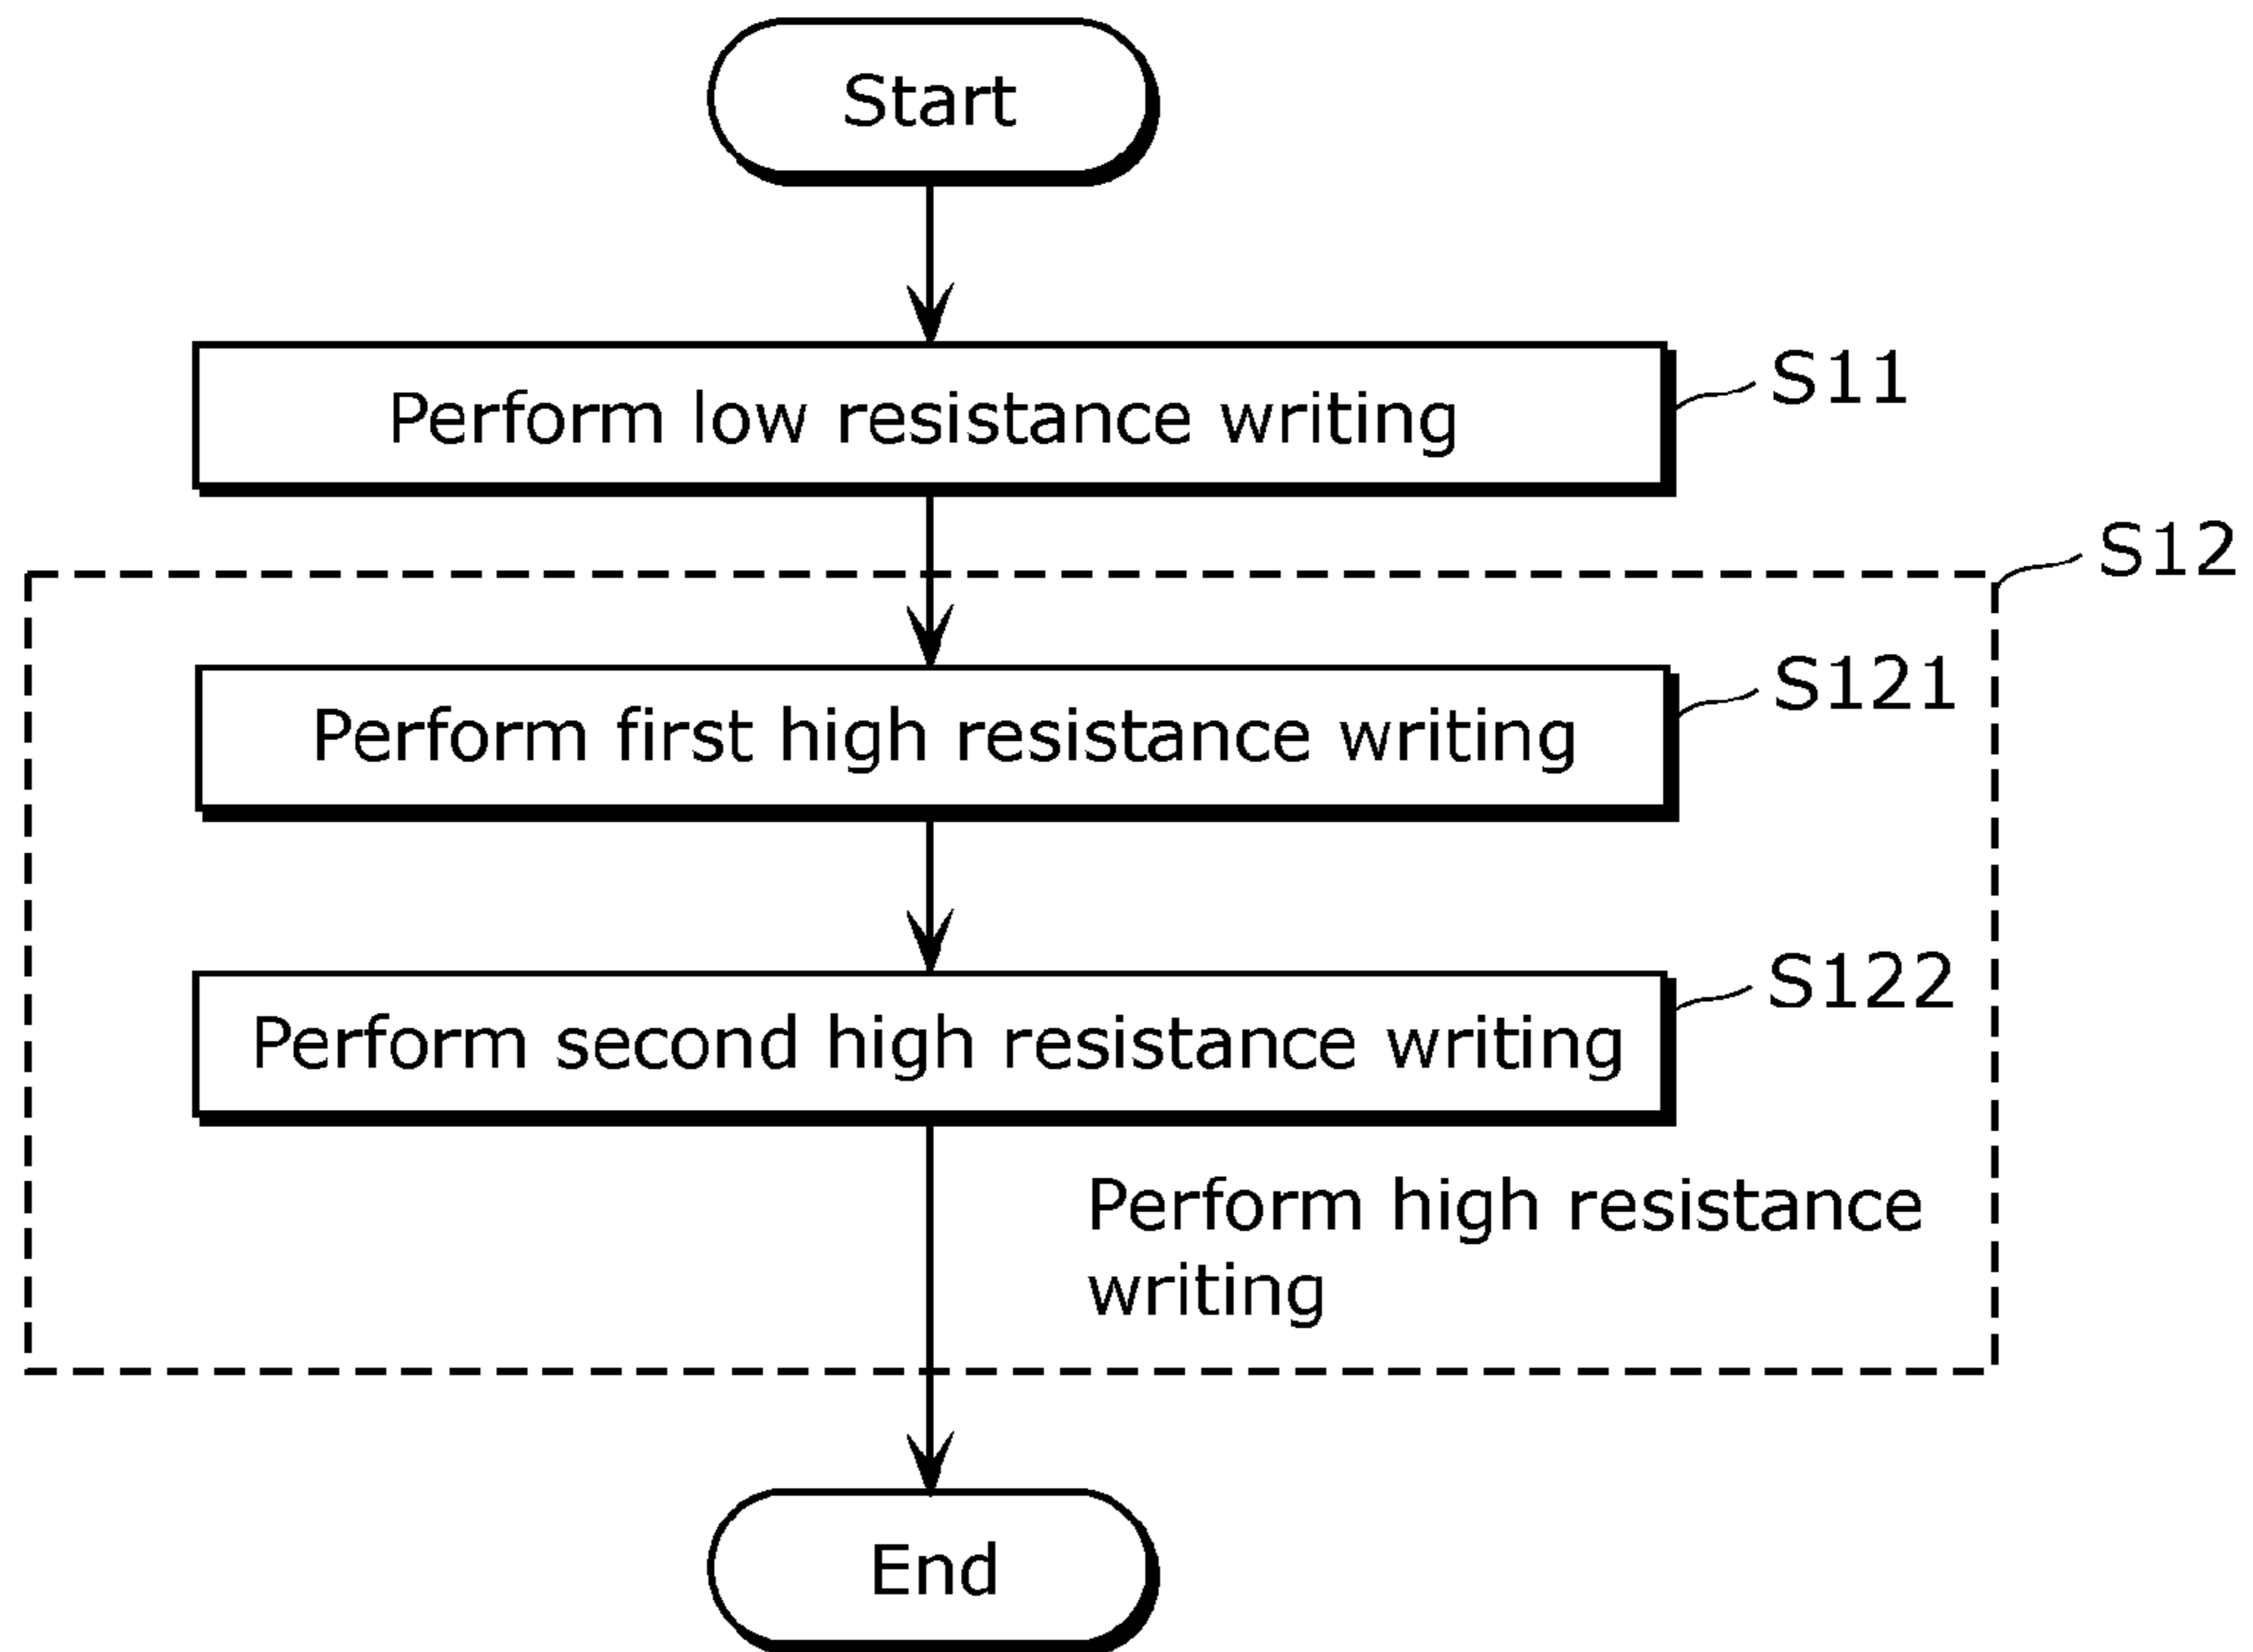 Start
Perform low resistance writing
S11
S12
Perform first high resistance writing
S121
Perform second high resistance writing
S122
Perform high resistance
writing
End